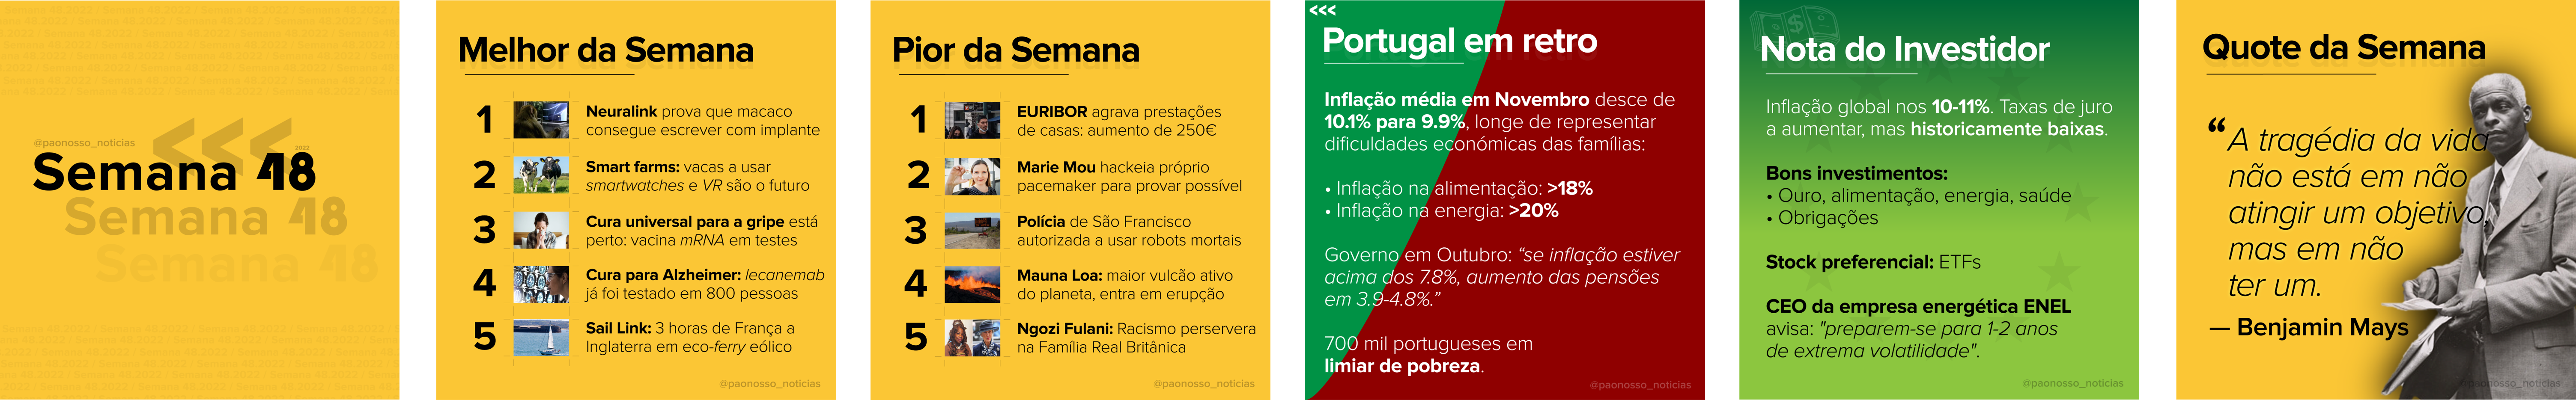 Semana 48.2022 / Semana 48.2022 / Semana 48.2022
@paonosso_noticias
<<<
2022
Semana 48
Semana 48
Semana 48
Melhor da Semana
1
Neuralink prova que macaco
consegue escrever com implante
2
Smart farms: vacas a usar
smartwatches e VR são o futuro
3
Cura universal para a gripe está
perto: vacina mRNA em testes
4
Cura para Alzheimer: lecanemab
já foi testado em 800 pessoas
5
Sail Link: 3 horas de França a
Inglaterra em eco-ferry eólico
@paonosso_noticias
Pior da Semana
1
EURIBOR agrava prestações
de casas: aumento de 250€
2
Marie Mou hackeia próprio
pacemaker para provar possível
3
Polícia de São Francisco
autorizada a usar robots mortais
4
Mauna Loa: maior vulcão ativo
do planeta, entra em erupção
5
Ngozi Fulani: Racismo perservera
na Família Real Britânica
@paonosso_noticias
<<<
Portugal em retro
Inflação média em Novembro desce de
10.1% para 9.9%, longe de representar
dificuldades económicas das famílias:
• Inflação na alimentação: >18%
• Inflação na energia: >20%
Governo em Outubro: “se inflação estiver
acima dos 7.8%, aumento das pensões
em 3.9-4.8%.”
700 mil portugueses em
limiar de pobreza.
@paonosso_noticias
Nota do Investidor
Inflação global nos 10-11%. Taxas de juro
a aumentar, mas historicamente baixas.
Bons investimentos:
• Ouro, alimentação, energia, saúde
• Obrigações
Stock preferencial: ETFs
CEO da empresa energética ENEL
avisa: "preparem-se para 1-2 anos
de extrema volatilidade".
@paonosso_noticias
Quote da Semana
“A tragédia da vida
não está em não
atingir um objetivo,
mas em não
ter um.
— Benjamin Mays
@paonosso_noticias